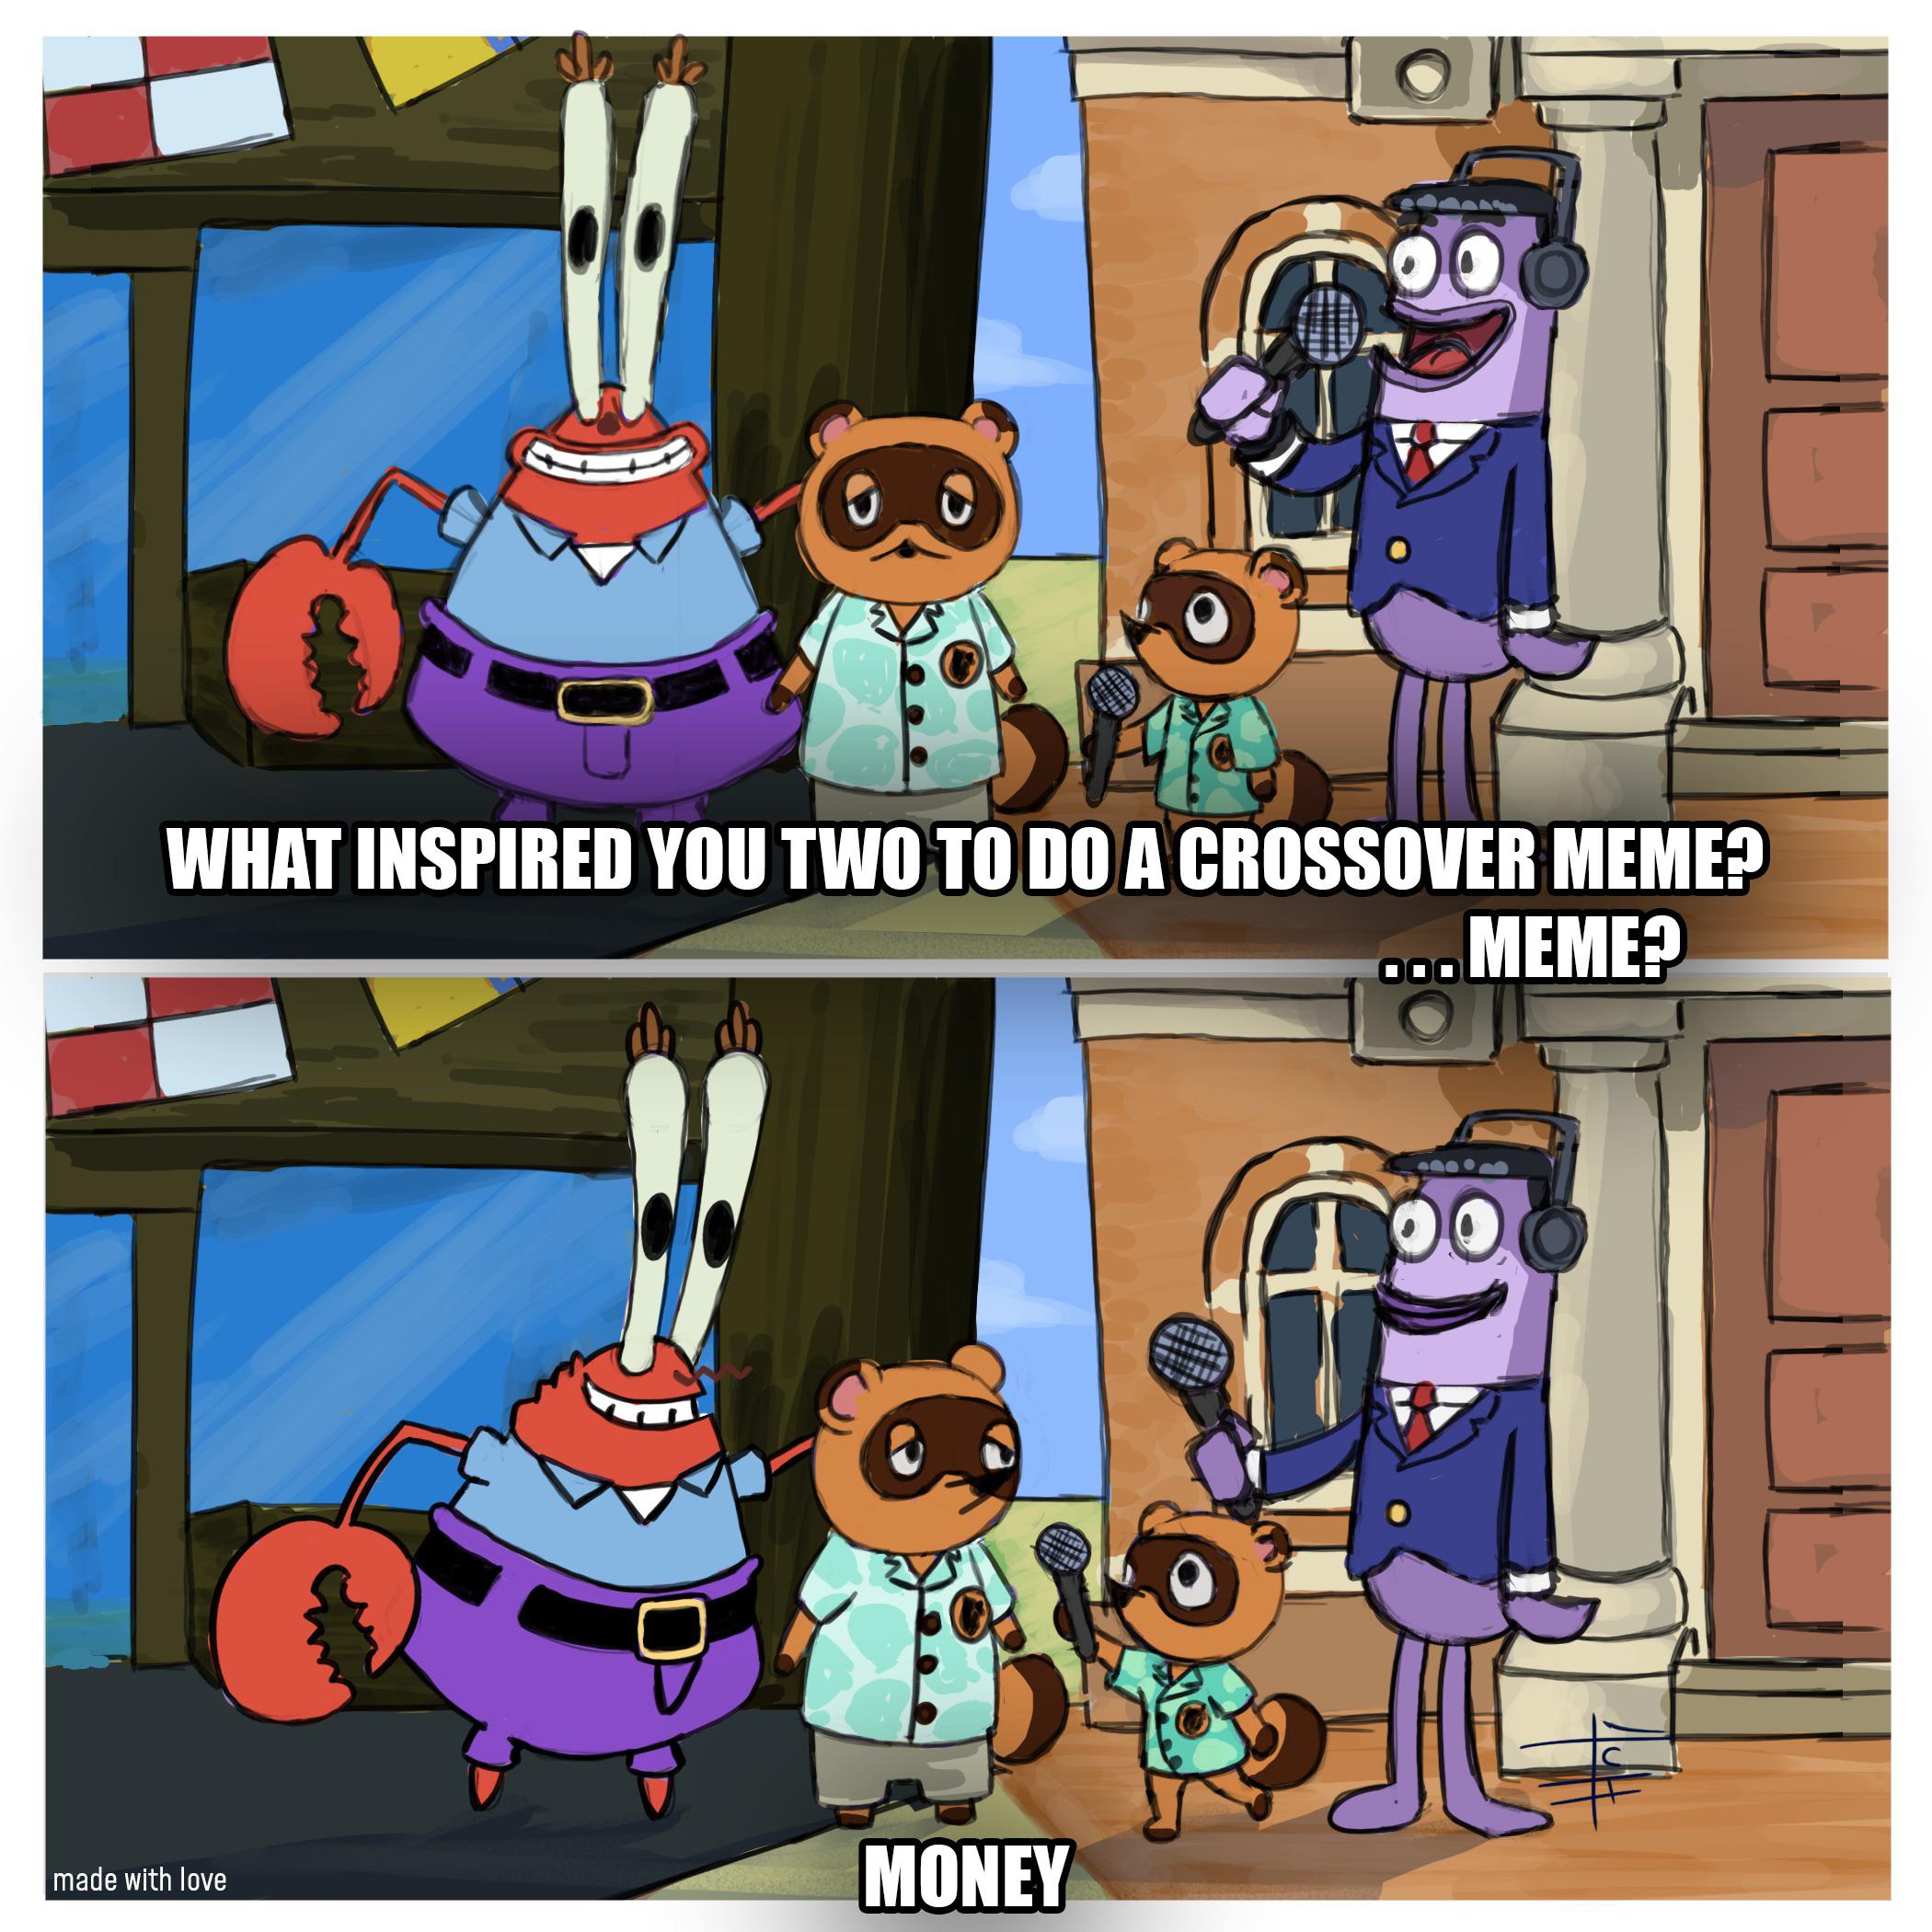 WHAT INSPIRED YOU TWO TO DO A CROSSOVER MEME?
...MEME?
MONEY
made with love